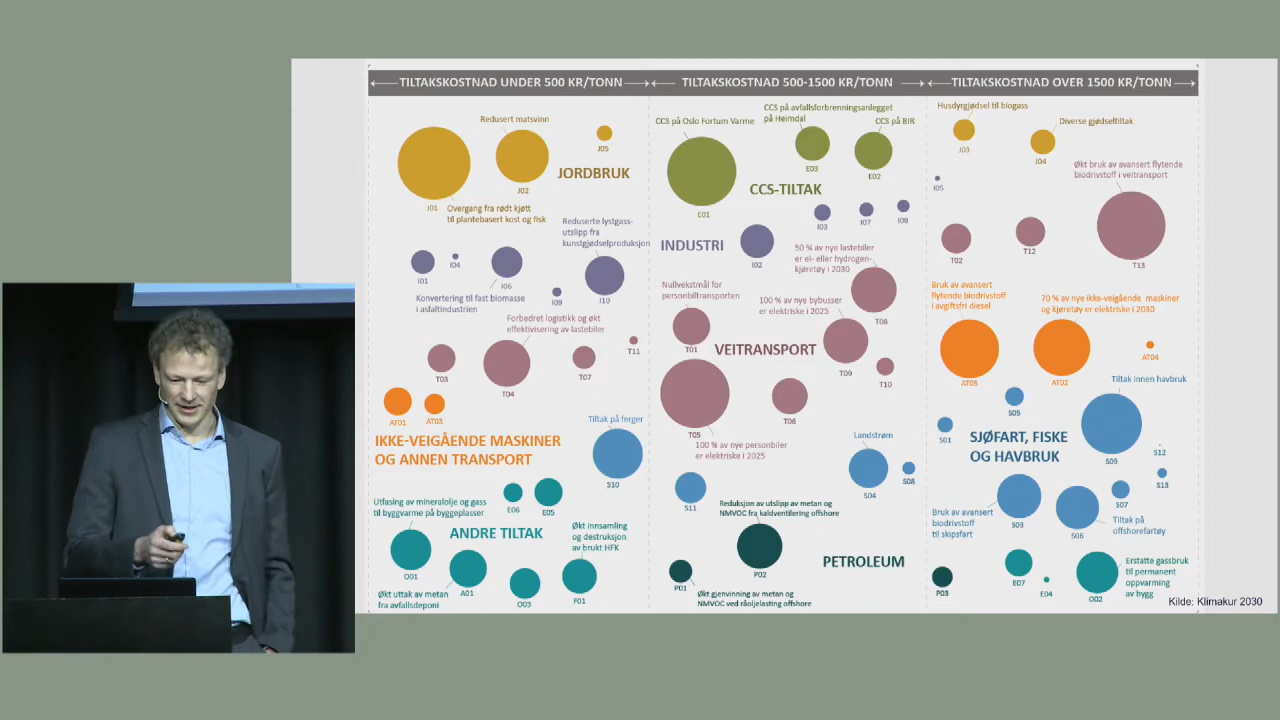 TILTAKSKOSTNAD UNDER 500 KR/TONN
TILTAKSKOSTNAD 500-1500 KR/TONN
TILTAKSKOSTNAD OVER 1500 KR/TONN
Redusert matsvinn
J05
J02
JORDBRUK
J01
Overgang fra rødt kjøtt
til plantebasert kost og fisk
Reduserte lystgass-
utslipp fra
kunstgjødselproduksjon
I01
I04
I06
I09
I10
Konvertering til fast biomasse
i asfaltindustrien
Forbedret logistikk og økt
effektivisering av lastebiler
T11
T03
T04
T07
AT01
AT03
Tiltak på ferger
IKKE-VEIGÅENDE MASKINER
OG ANNEN TRANSPORT
S10
Utfasing av mineralolje og gass
til byggvarme på byggeplasser
E06
E05
ANDRE TILTAK
Økt innsamling
og destruksjon
av brukt HFK
O01
A01
O03
F01
Økt uttak av metan
fra avfallsdeponi
CCS på Oslo Fortum Varme
CCS på avfallsforbrenningsanlegget
på Heimdal
CCS på BIR
E03
E02
CCS-TILTAK
E01
I03
I07
I08
INDUSTRI
I02
50 % av nye lastebiler
er el- eller hydrogen-
kjøretøy i 2030
Nullvekstmål for
personbiltransporten
100 % av nye bybusser
er elektriske i 2025
T08
T01
VEITRANSPORT
T09
T10
T05
T06
100 % av nye personbiler
er elektriske i 2025
Landstrøm
S04
S08
S11
Reduksjon av utslipp av metan og
NMVOC fra kaldventilering offshore
PETROLEUM
P02
P01
Økt gjenvinning av metan og
NMVOC ved råoljelasting offshore
Husdyrgjødsel til biogass
Diverse gjødseltiltak
J03
J04
Økt bruk av avansert flytende
biodrivstoff i veitransport
I05
T02
T12
T13
Bruk av avansert
flytende biodrivstoff
i avgiftsfri diesel
70 % av nye ikke-veigående maskiner
og kjøretøy er elektriske i 2030
AT05
AT02
AT04
Tiltak innen havbruk
S05
S01
SJØFART, FISKE
OG HAVBRUK
S09
S12
S13
S07
Bruk av avansert
biodrivstoff
til skipsfart
S03
S06
Tiltak på
offshorefartøy
P03
E07
E04
O02
Erstatte gassbruk
til permanent
oppvarming
av bygg
Kilde: Klimakur 2030